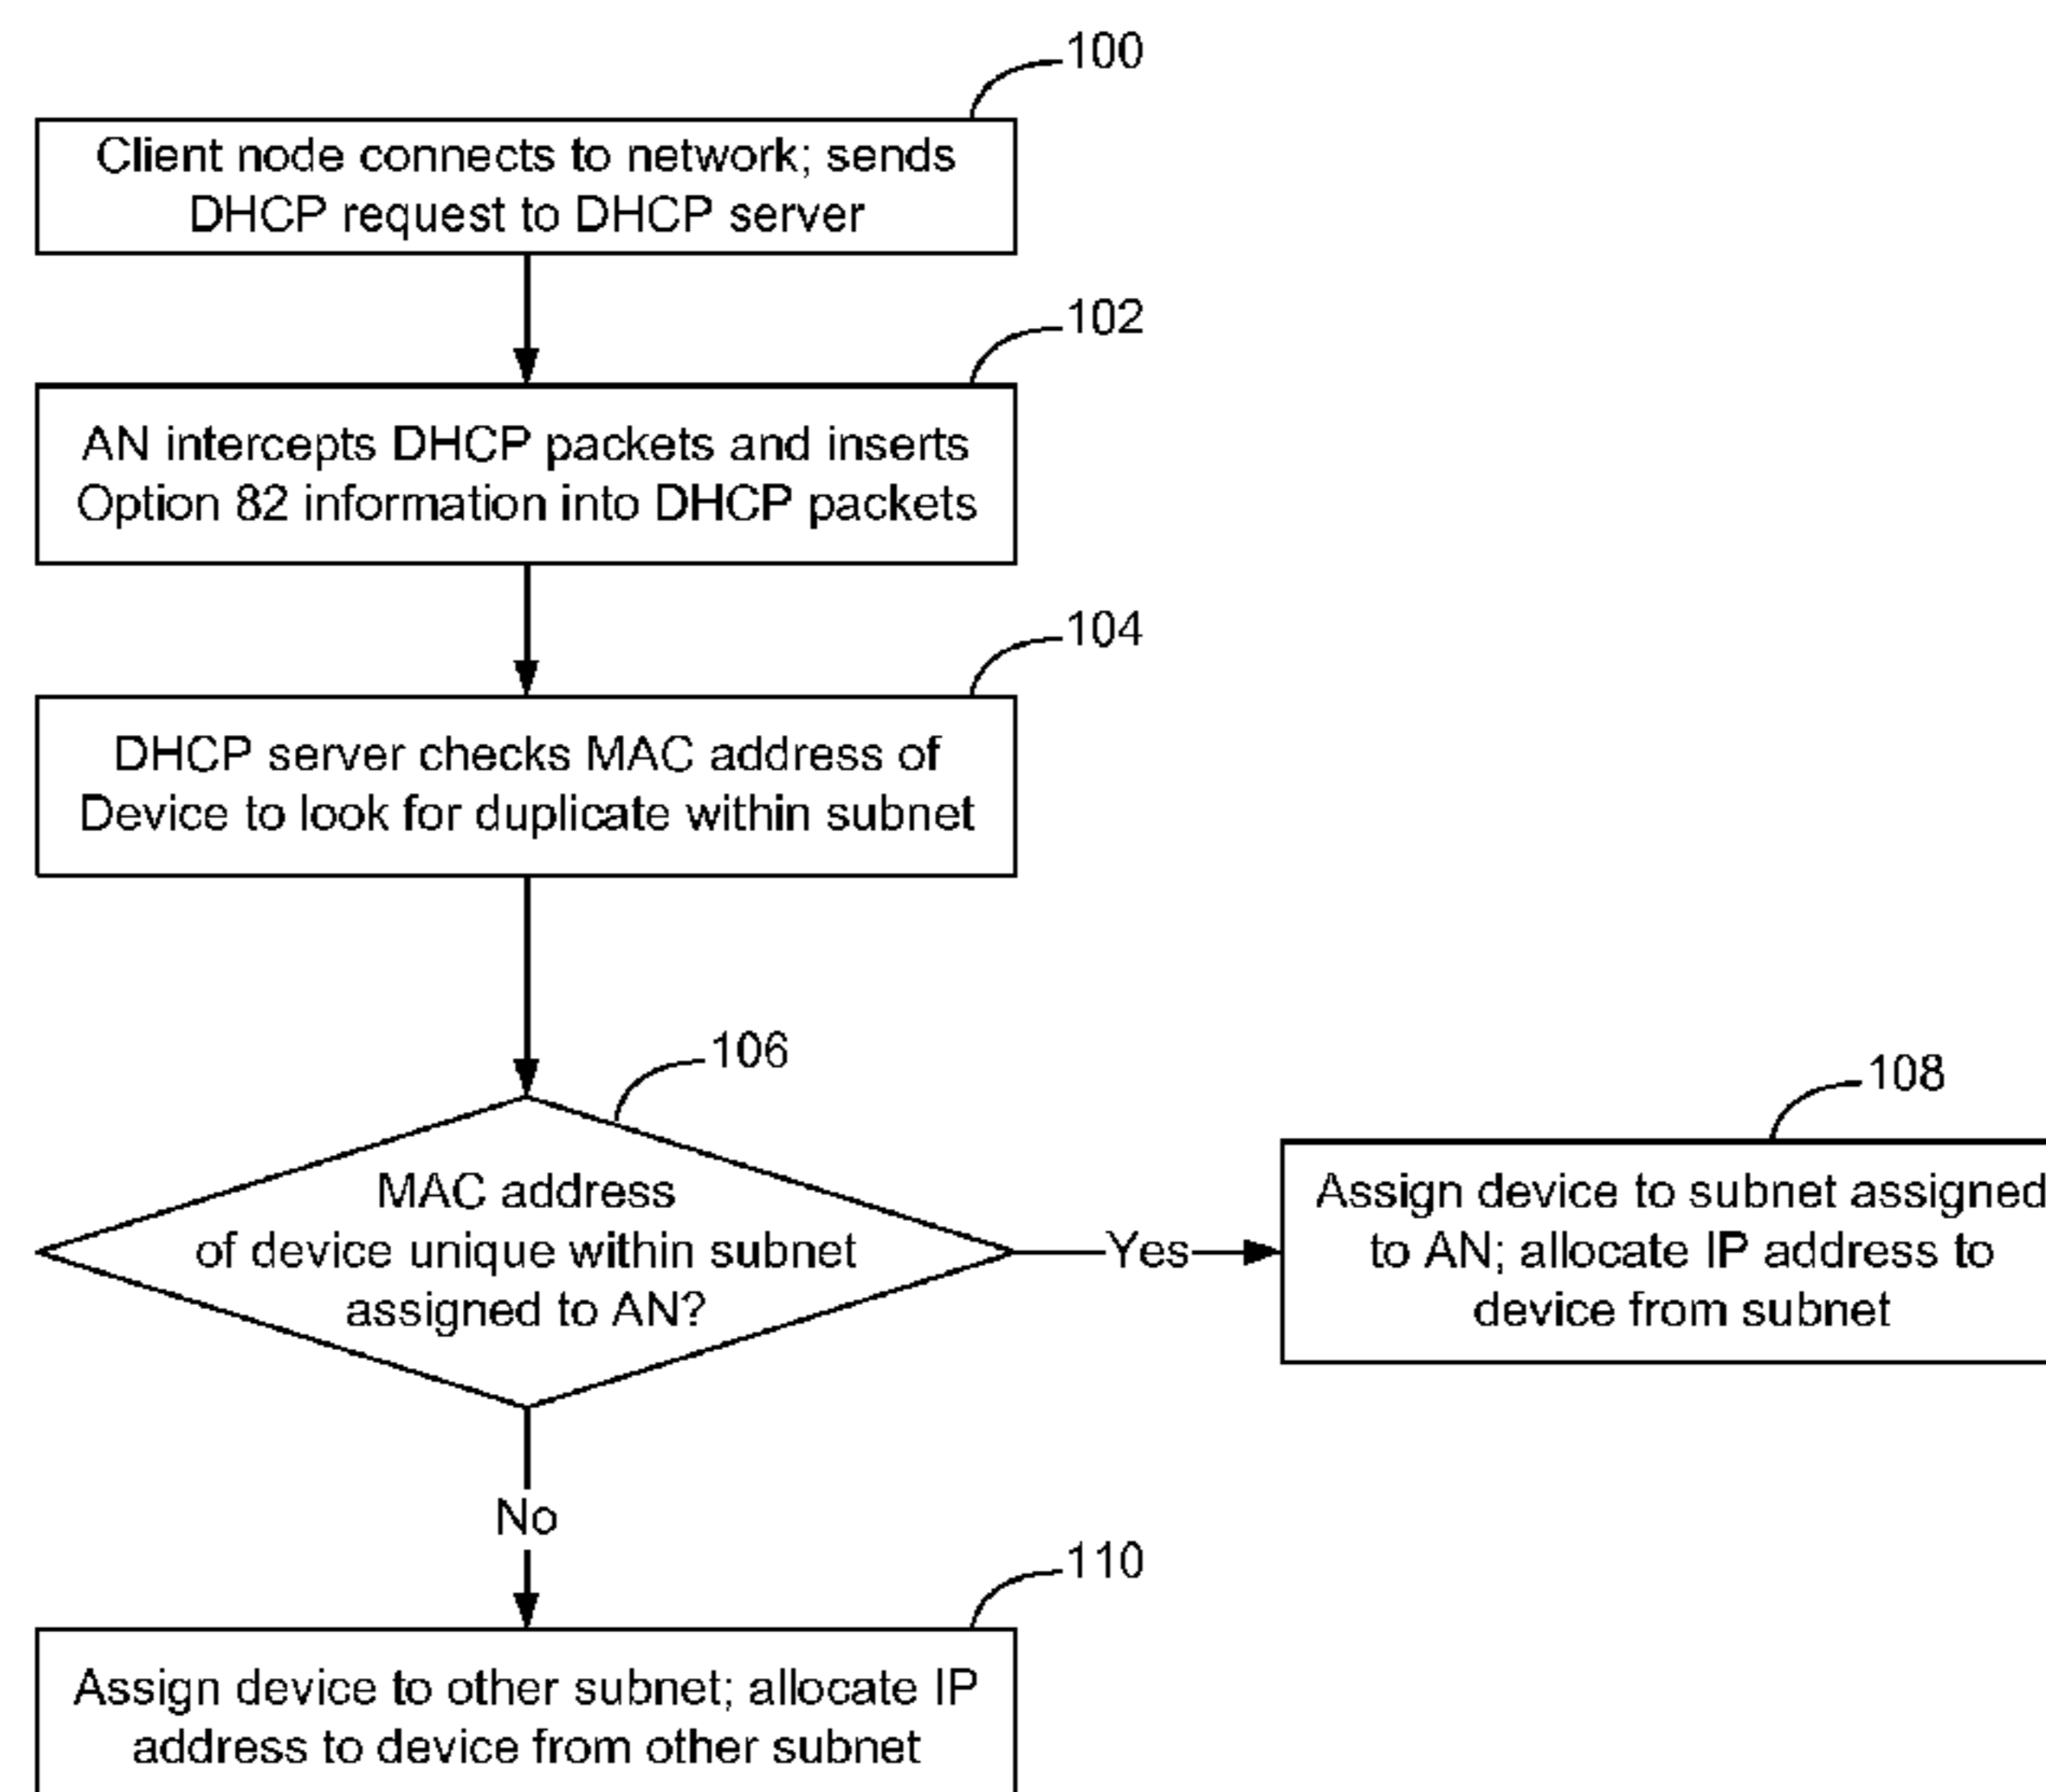 100
Client node connects to network; sends
DHCP request to DHCP server
102
AN intercepts DHCP packets and inserts
Option 82 information into DHCP packets
104
DHCP server checks MAC address of
Device to look for duplicate within subnet
106
MAC address
of device unique within subnet
assigned to AN?
Yes
108
Assign device to subnet assigned
to AN; allocate IP address to
device from subnet
No
110
Assign device to other subnet; allocate IP
address to device from other subnet